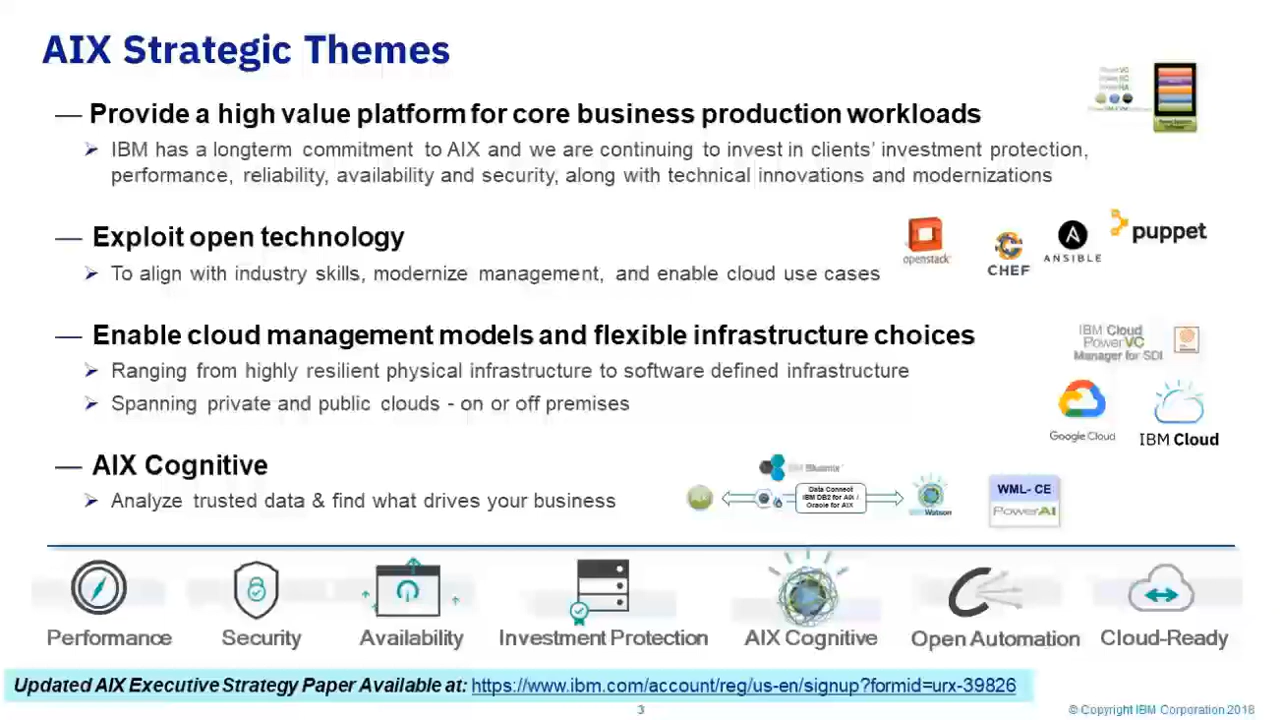 AIX Strategic Themes
— Provide a high value platform for core business production workloads
➢ IBM has a longterm commitment to AIX and we are continuing to invest in clients' investment protection,
performance, reliability, availability and security, along with technical innovations and modernizations
PowerVC
PowerSC
PowerHA
— Exploit open technology
➢ To align with industry skills, modernize management, and enable cloud use cases
openstack
CHEF
ANSIBLE
puppet
— Enable cloud management models and flexible infrastructure choices
➢ Ranging from highly resilient physical infrastructure to software defined infrastructure
➢ Spanning private and public clouds - on or off premises
IBM Cloud
PowerVC
Manager for SDI
Google Cloud
IBM Cloud
— AIX Cognitive
➢ Analyze trusted data & find what drives your business
IBM Bluemix
Data Connect
IBM DB2 for AIX /
Oracle for AIX
Watson
WML- CE
PowerAI
Performance
Security
Availability
Investment Protection
AIX Cognitive
Open Automation
Cloud-Ready
Updated AIX Executive Strategy Paper Available at: https://www.ibm.com/account/reg/us-en/signup?formid=urx-39826
3
© Copyright IBM Corporation 2018